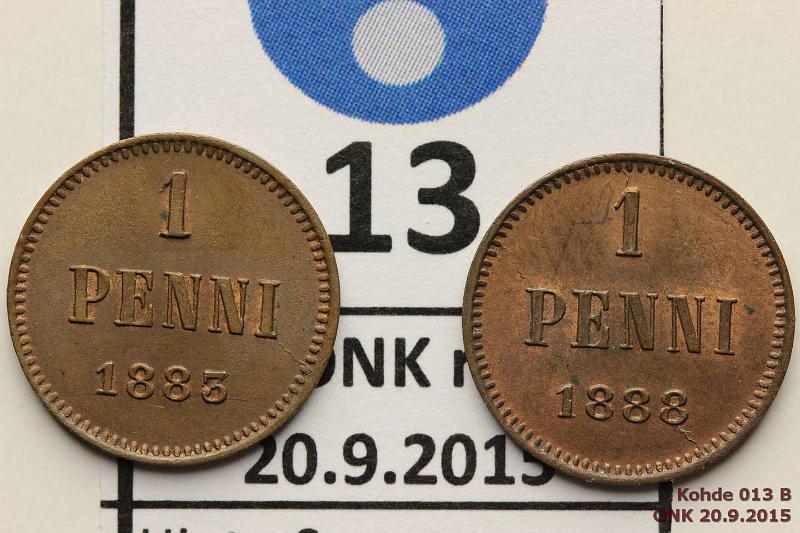 13
1
PENNI
1883
1
PENNI
1888
ONK
20.9.2015
Kohde 013 B
ONK 20.9.2015